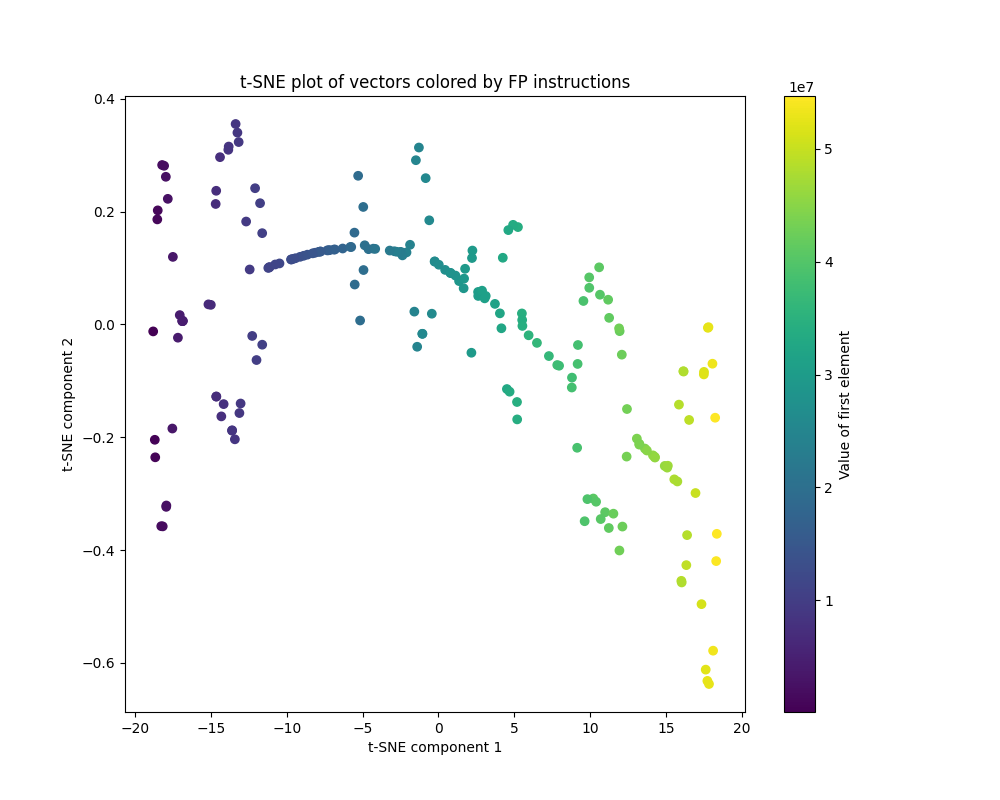 t-SNE plot of vectors colored by FP instructions
1e7
0.4
0.2
0.0
−0.2
−0.4
−0.6
t-SNE component 2
−20 −15 −10 −5 0 5 10 15 20
t-SNE component 1
5
4
3
2
1
Value of first element